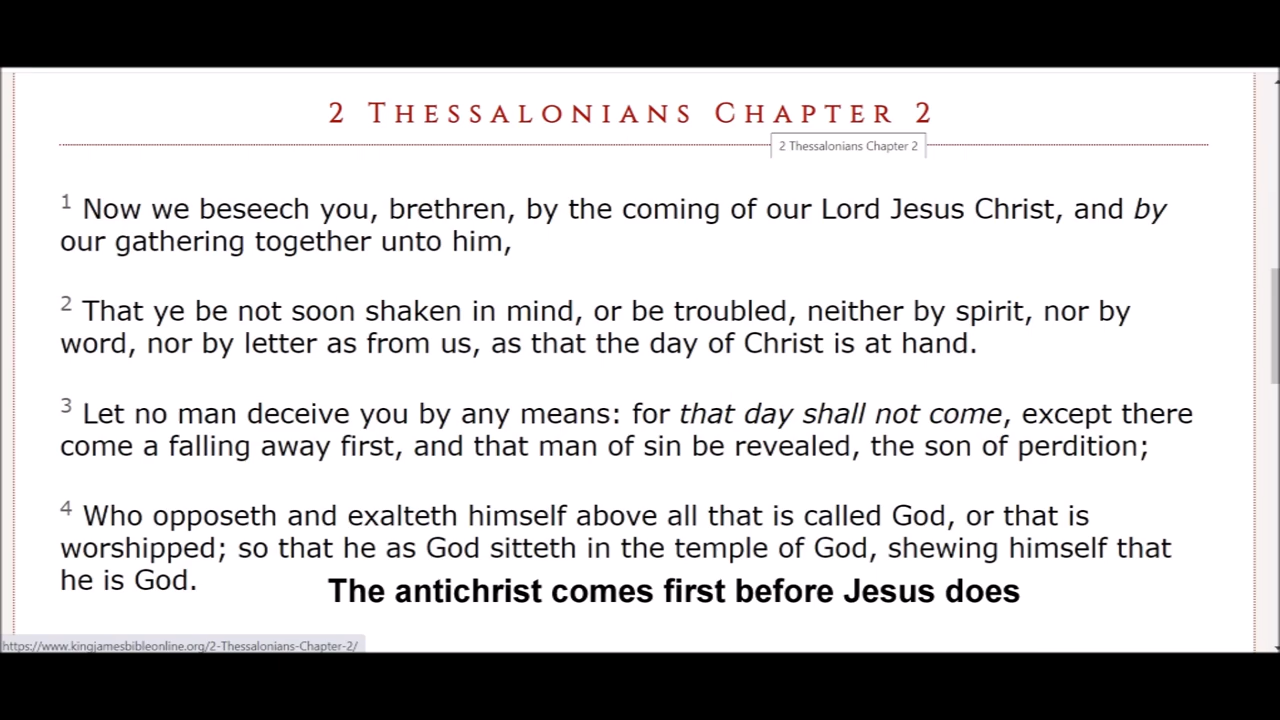 2 Thessalonians Chapter 2
2 Thessalonians Chapter 2
1 Now we beseech you, brethren, by the coming of our Lord Jesus Christ, and by
our gathering together unto him,
2 That ye be not soon shaken in mind, or be troubled, neither by spirit, nor by
word, nor by letter as from us, as that the day of Christ is at hand.
3 Let no man deceive you by any means: for that day shall not come, except there
come a falling away first, and that man of sin be revealed, the son of perdition;
4 Who opposeth and exalteth himself above all that is called God, or that is
worshipped; so that he as God sitteth in the temple of God, shewing himself that
he is God.
The antichrist comes first before Jesus does
https://www.kingjamesbibleonline.org/2-Thessalonians-Chapter-2/